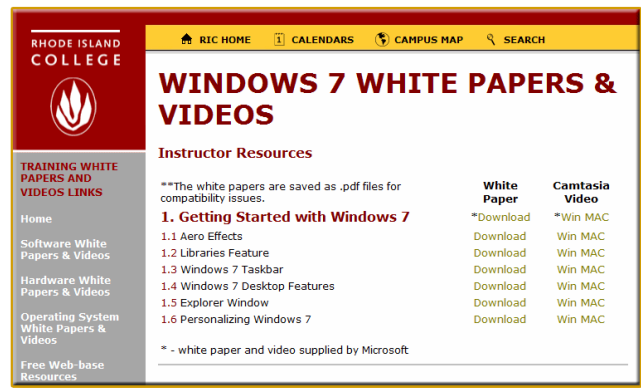 RHODE ISLAND
COLLEGE
RIC HOME 1 CALENDARS CAMPUS MAP SEARCH
WINDOWS 7 WHITE PAPERS &
VIDEOS
Instructor Resources
TRAINING WHITE
PAPERS AND
VIDEOS LINKS
Home
Software White
Papers & Videos
Hardware White
Papers & Videos
Operating System
White Papers &
Videos
Free Web-base
Resources
**The white papers are saved as .pdf files for
compatibility issues.
White
Paper
Camtasia
Video
1. Getting Started with Windows 7 *Download *Win MAC
1.1 Aero Effects Download Win MAC
1.2 Libraries Feature Download Win MAC
1.3 Windows 7 Taskbar Download Win MAC
1.4 Windows 7 Desktop Features Download Win MAC
1.5 Explorer Window Download Win MAC
1.6 Personalizing Windows 7 Download Win MAC
* - white paper and video supplied by Microsoft